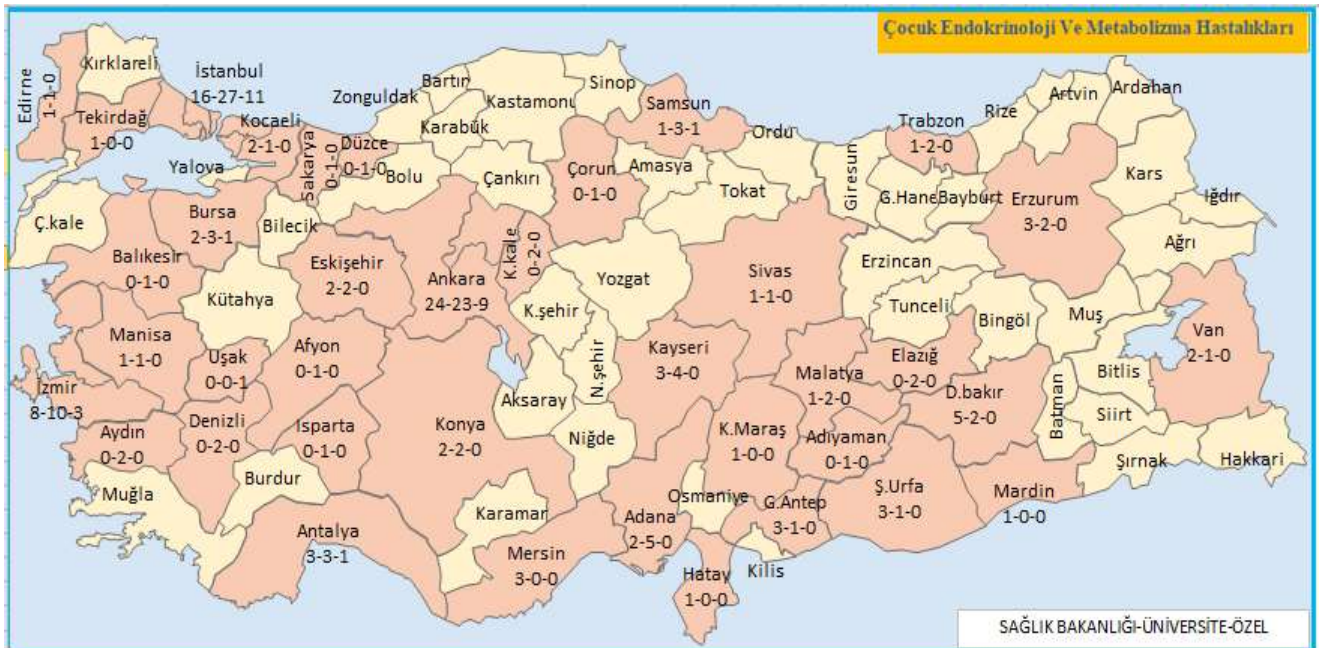 Çocuk Endokrinoloji Ve Metabolizma Hastalıkları
Edirne
1-1-0
Kırklareli
Tekirdağ
1-0-0
İstanbul
16-27-11
Kocaeli
2-1-0
Yalova
Sakarya
0-1-0
Düzce
0-1-0
Zonguldak
Bartın
Karabük
Kastamonu
Sinop
Samsun
1-3-1
Bolu
Çankırı
Çorun
0-1-0
Amasya
Ordu
Tokat
Giresun
Trabzon
1-2-0
Rize
Artvin
Ardahan
G.Hane
Bayburt
Erzurum
3-2-0
Kars
Iğdır
Ağrı
Ç.kale
Bursa
2-3-1
Bilecik
Balıkesir
0-1-0
Kütahya
Eskişehir
2-2-0
Ankara
24-23-9
K.kale
0-2-0
K.şehir
Yozgat
Sivas
1-1-0
Erzincan
Tunceli
Bingöl
Muş
Van
2-1-0
Bitlis
Manisa
1-1-0
Uşak
0-0-1
Afyon
0-1-0
İzmir
8-10-3
Aydın
0-2-0
Denizli
0-2-0
Isparta
0-1-0
Konya
2-2-0
Aksaray
N.şehir
Niğde
Kayseri
3-4-0
Malatya
1-2-0
Elazığ
0-2-0
D.bakır
5-2-0
Batman
Siirt
Şırnak
Hakkari
K.Maraş
1-0-0
Adıyaman
0-1-0
Muğla
Burdur
Antalya
3-3-1
Karamar
Mersin
3-0-0
Adana
2-5-0
Osmaniye
G.Antep
3-1-0
Ş.Urfa
3-1-0
Mardin
1-0-0
Hatay
1-0-0
Kilis
SAĞLIK BAKANLIĞI-ÜNİVERSİTE-ÖZEL